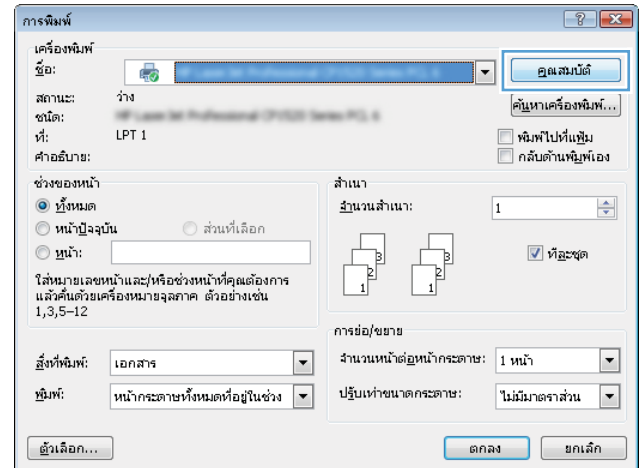 การพิมพ์
เครื่องพิมพ์
ชื่อ:
คุณสมบัติ
สถานะ: ว่าง
ค้นหาเครื่องพิมพ์...
ชนิด:
ที่: LPT 1
พิมพ์ไปที่แฟ้ม
คำอธิบาย:
กลับด้านพิมพ์เอง
ช่วงของหน้า
ทั้งหมด
หน้าปัจจุบัน ส่วนที่เลือก
หน้า:
ใส่หมายเลขหน้าและ/หรือช่วงหน้าที่คุณต้องการ
แล้วคั่นด้วยเครื่องหมายจุลภาค ตัวอย่างเช่น
1,3,5–12
สำเนา
จำนวนสำเนา: 1
3 3
2 2
1 1
ทีละชุด
สิ่งที่พิมพ์: เอกสาร
พิมพ์: หน้ากระดาษทั้งหมดที่อยู่ในช่วง
การย่อ/ขยาย
จำนวนหน้าต่อหน้ากระดาษ: 1 หน้า
ปรับเท่าขนาดกระดาษ: ไม่มีมาตราส่วน
ตัวเลือก...
ตกลง
ยกเลิก